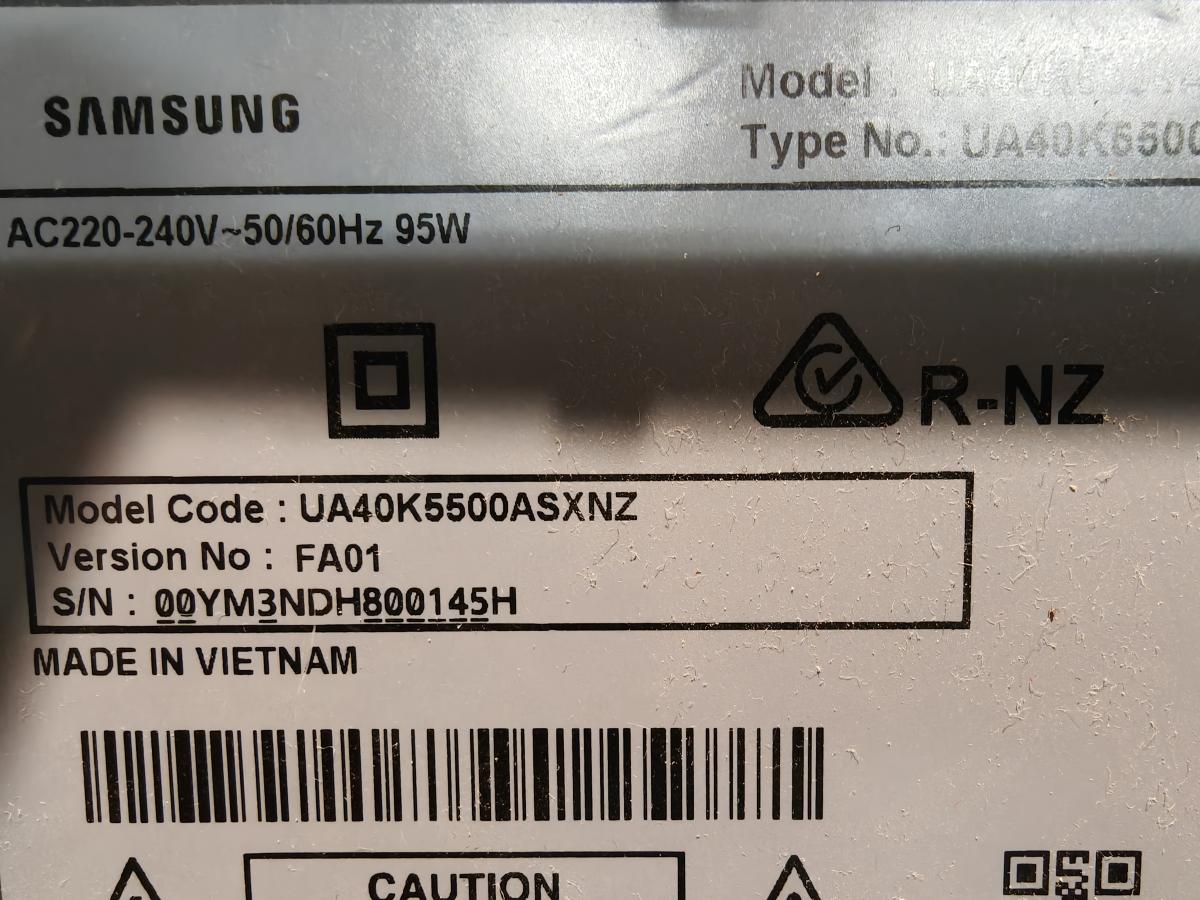 SAMSUNG
Model :
Type No.: UA40K5500
AC220-240V~50/60Hz 95W
R-NZ
Model Code : UA40K5500ASXNZ
Version No : FA01
S/N : 00YM3NDH800145H
MADE IN VIETNAM
CAUTION